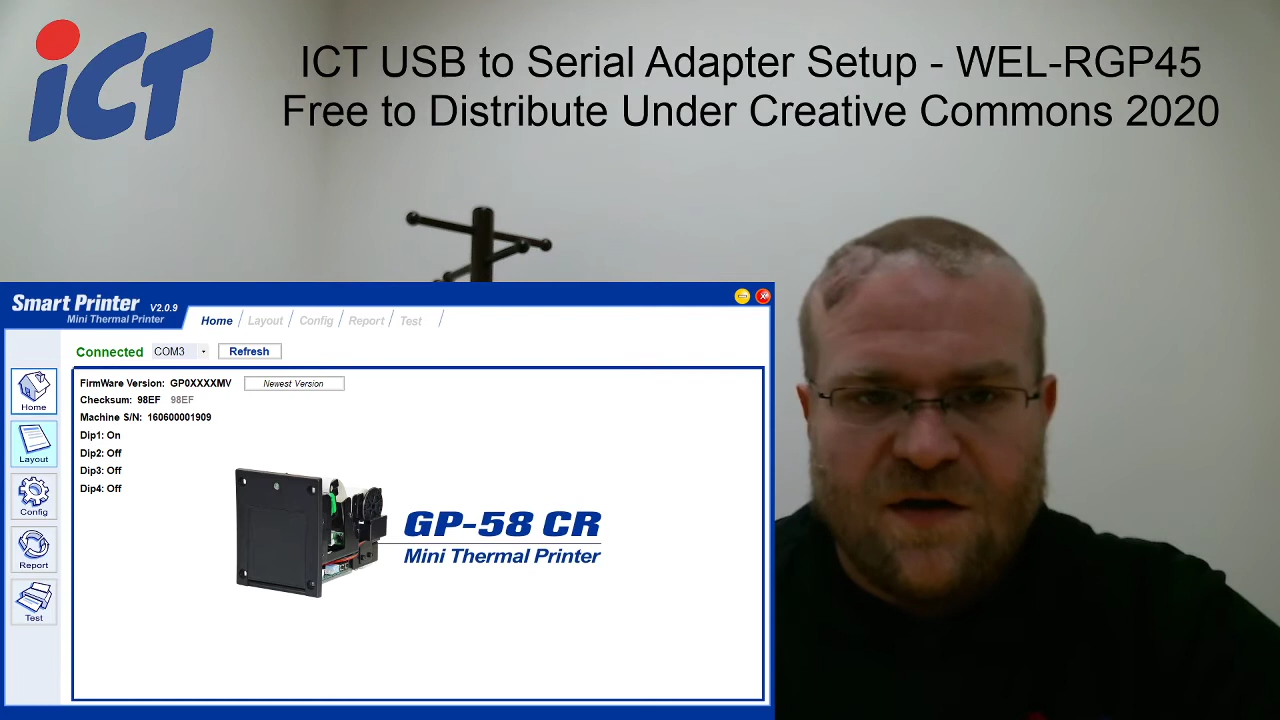 iCT
ICT USB to Serial Adapter Setup - WEL-RGP45
Free to Distribute Under Creative Commons 2020
Smart Printer V2.0.9
Mini Thermal Printer
Home / Layout / Config / Report / Test /
Connected COM3 Refresh
FirmWare Version: GP0XXXXMV Newest Version
Checksum: 98EF 98EF
Machine S/N: 160600001909
Dip1: On
Dip2: Off
Dip3: Off
Dip4: Off
Home
Layout
Config
Report
Test
GP-58 CR
Mini Thermal Printer